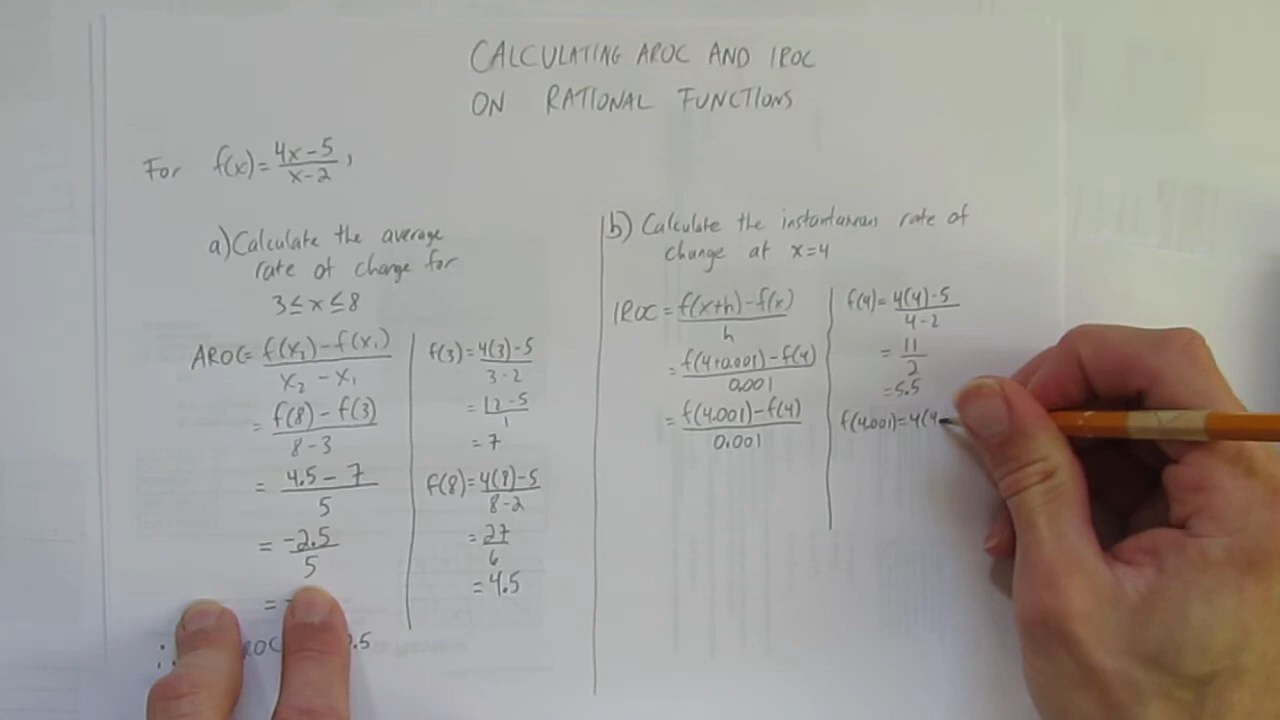 CALCULATING AROC AND IROC
ON RATIONAL FUNCTIONS
For f(x)=4x-5/x-2,
a) Calculate the average
rate of change for
3≤x≤8
AROC=f(x₂)-f(x₁)/x₂-x₁
=f(8)-f(3)/8-3
=4.5-7/5
=-2.5/5
=-
ROC .5
f(3)=4(3)-5/3-2
=12-5/1
=7
f(8)=4(8)-5/8-2
=27/6
=4.5
b) Calculate the instantaneous rate of
change at x=4
IROC=f(x+h)-f(x)/h
=f(4+0.001)-f(4)/0.001
=f(4.001)-f(4)/0.001
f(4)=4(4)-5/4-2
=11/2
=5.5
f(4.001)=4(4